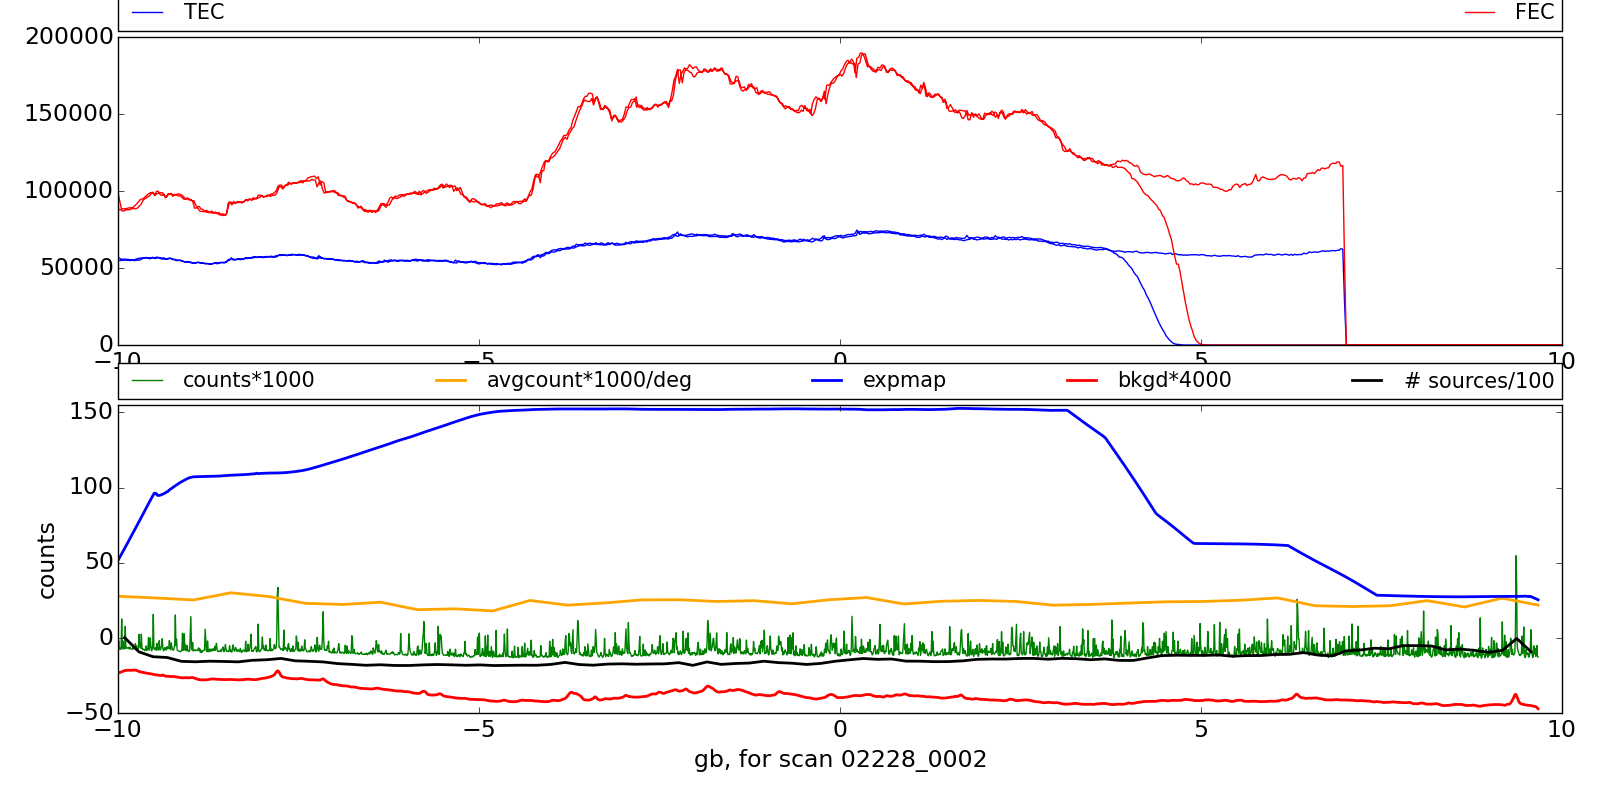 TEC FEC
200000
150000
100000
50000
0
−10 −5 0 5 10
counts*1000 avgcount*1000/deg expmap bkgd*4000 # sources/100
150
100
50
0
−50
counts
−10 −5 0 5 10
gb, for scan 02228_0002